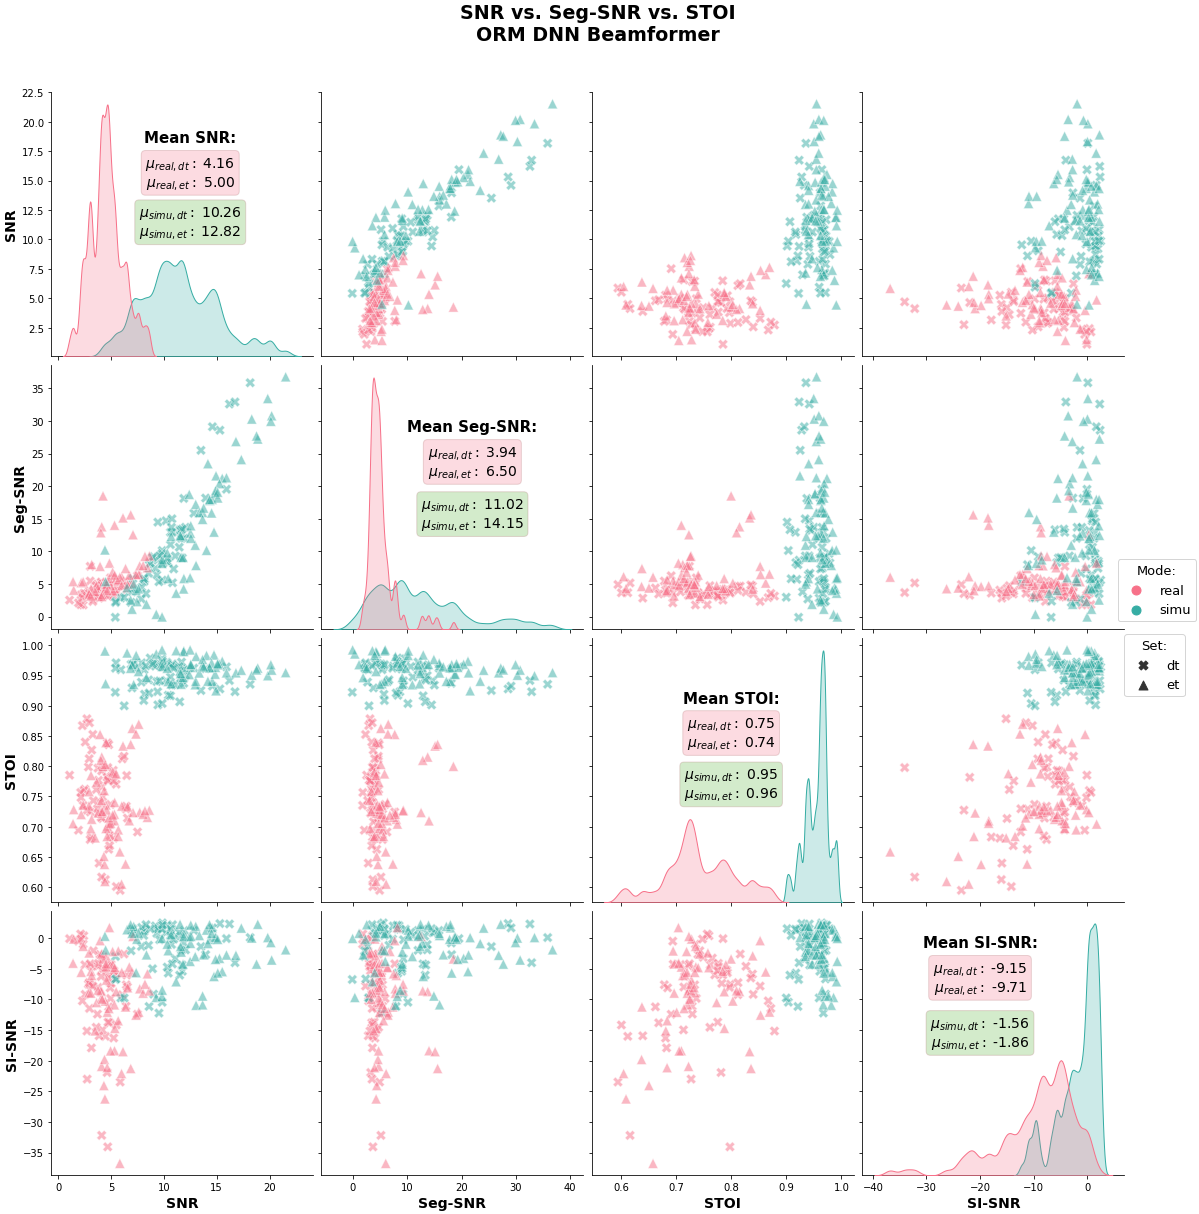 SNR vs. Seg-SNR vs. STOI
ORM DNN Beamformer
22.5
20.0
17.5
15.0
12.5
10.0
7.5
5.0
2.5
SNR
Mean SNR:
μreal, dt : 4.16
μreal, et : 5.00
μsimu, dt : 10.26
μsimu, et : 12.82
35
30
25
20
15
10
5
0
Seg-SNR
Mean Seg-SNR:
μreal, dt : 3.94
μreal, et : 6.50
μsimu, dt : 11.02
μsimu, et : 14.15
Mode:
real
simu
Set:
dt
et
1.00
0.95
0.90
0.85
0.80
0.75
0.70
0.65
0.60
STOI
Mean STOI:
μreal, dt : 0.75
μreal, et : 0.74
μsimu, dt : 0.95
μsimu, et : 0.96
0
−5
−10
−15
−20
−25
−30
−35
SI-SNR
Mean SI-SNR:
μreal, dt : -9.15
μreal, et : -9.71
μsimu, dt : -1.56
μsimu, et : -1.86
0 5 10 15 20
SNR
0 10 20 30 40
Seg-SNR
0.6 0.7 0.8 0.9 1.0
STOI
−40 −30 −20 −10 0
SI-SNR